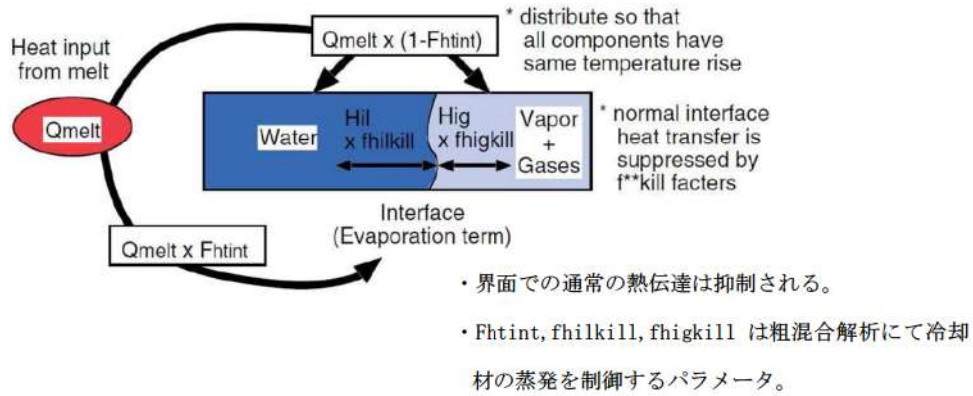 Heat input
from melt
Qmelt
Qmelt x (1-Fhtint)
* distribute so that
all components have
same temperature rise
Water
Hil
x fhilkill
Hig
x fhigkill
Vapor
+
Gases
* normal interface
heat transfer is
suppressed by
f**kill facters
Interface
(Evaporation term)
Qmelt x Fhtint
・界面での通常の熱伝達は抑制される。
・Fhtint,fhilkill,fhigkill は粗混合解析にて冷却
材の蒸発を制御するパラメータ。